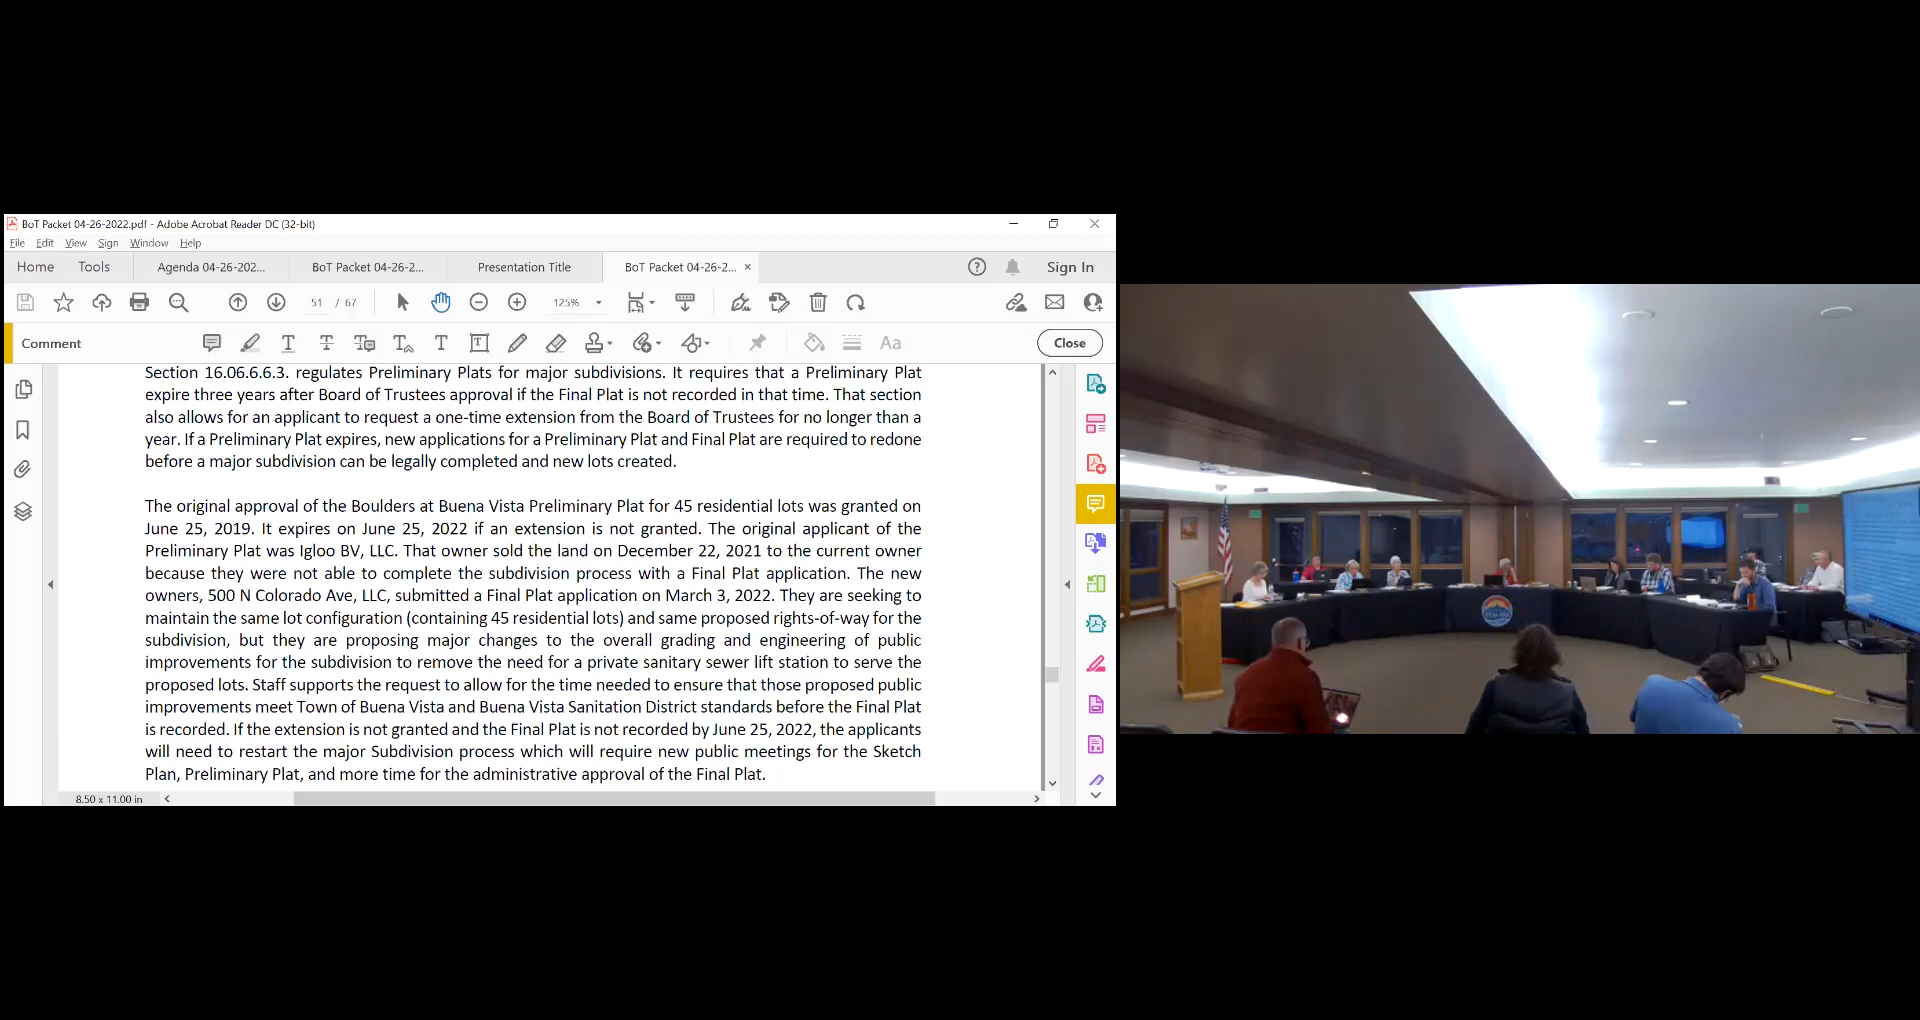 BoT Packet 04-26-2022.pdf - Adobe Acrobat Reader DC (32-bit)
File Edit View Sign Window Help
Home Tools Agenda 04-26-202... BoT Packet 04-26-2... Presentation Title BoT Packet 04-26-2... × Sign In
51 / 67 125%
Comment Aa Close
Section 16.06.6.6.3. regulates Preliminary Plats for major subdivisions. It requires that a Preliminary Plat
expire three years after Board of Trustees approval if the Final Plat is not recorded in that time. That section
also allows for an applicant to request a one-time extension from the Board of Trustees for no longer than a
year. If a Preliminary Plat expires, new applications for a Preliminary Plat and Final Plat are required to redone
before a major subdivision can be legally completed and new lots created.
The original approval of the Boulders at Buena Vista Preliminary Plat for 45 residential lots was granted on
June 25, 2019. It expires on June 25, 2022 if an extension is not granted. The original applicant of the
Preliminary Plat was Igloo BV, LLC. That owner sold the land on December 22, 2021 to the current owner
because they were not able to complete the subdivision process with a Final Plat application. The new
owners, 500 N Colorado Ave, LLC, submitted a Final Plat application on March 3, 2022. They are seeking to
maintain the same lot configuration (containing 45 residential lots) and same proposed rights-of-way for the
subdivision, but they are proposing major changes to the overall grading and engineering of public
improvements for the subdivision to remove the need for a private sanitary sewer lift station to serve the
proposed lots. Staff supports the request to allow for the time needed to ensure that those proposed public
improvements meet Town of Buena Vista and Buena Vista Sanitation District standards before the Final Plat
is recorded. If the extension is not granted and the Final Plat is not recorded by June 25, 2022, the applicants
will need to restart the major Subdivision process which will require new public meetings for the Sketch
Plan, Preliminary Plat, and more time for the administrative approval of the Final Plat.
8.50 x 11.00 in